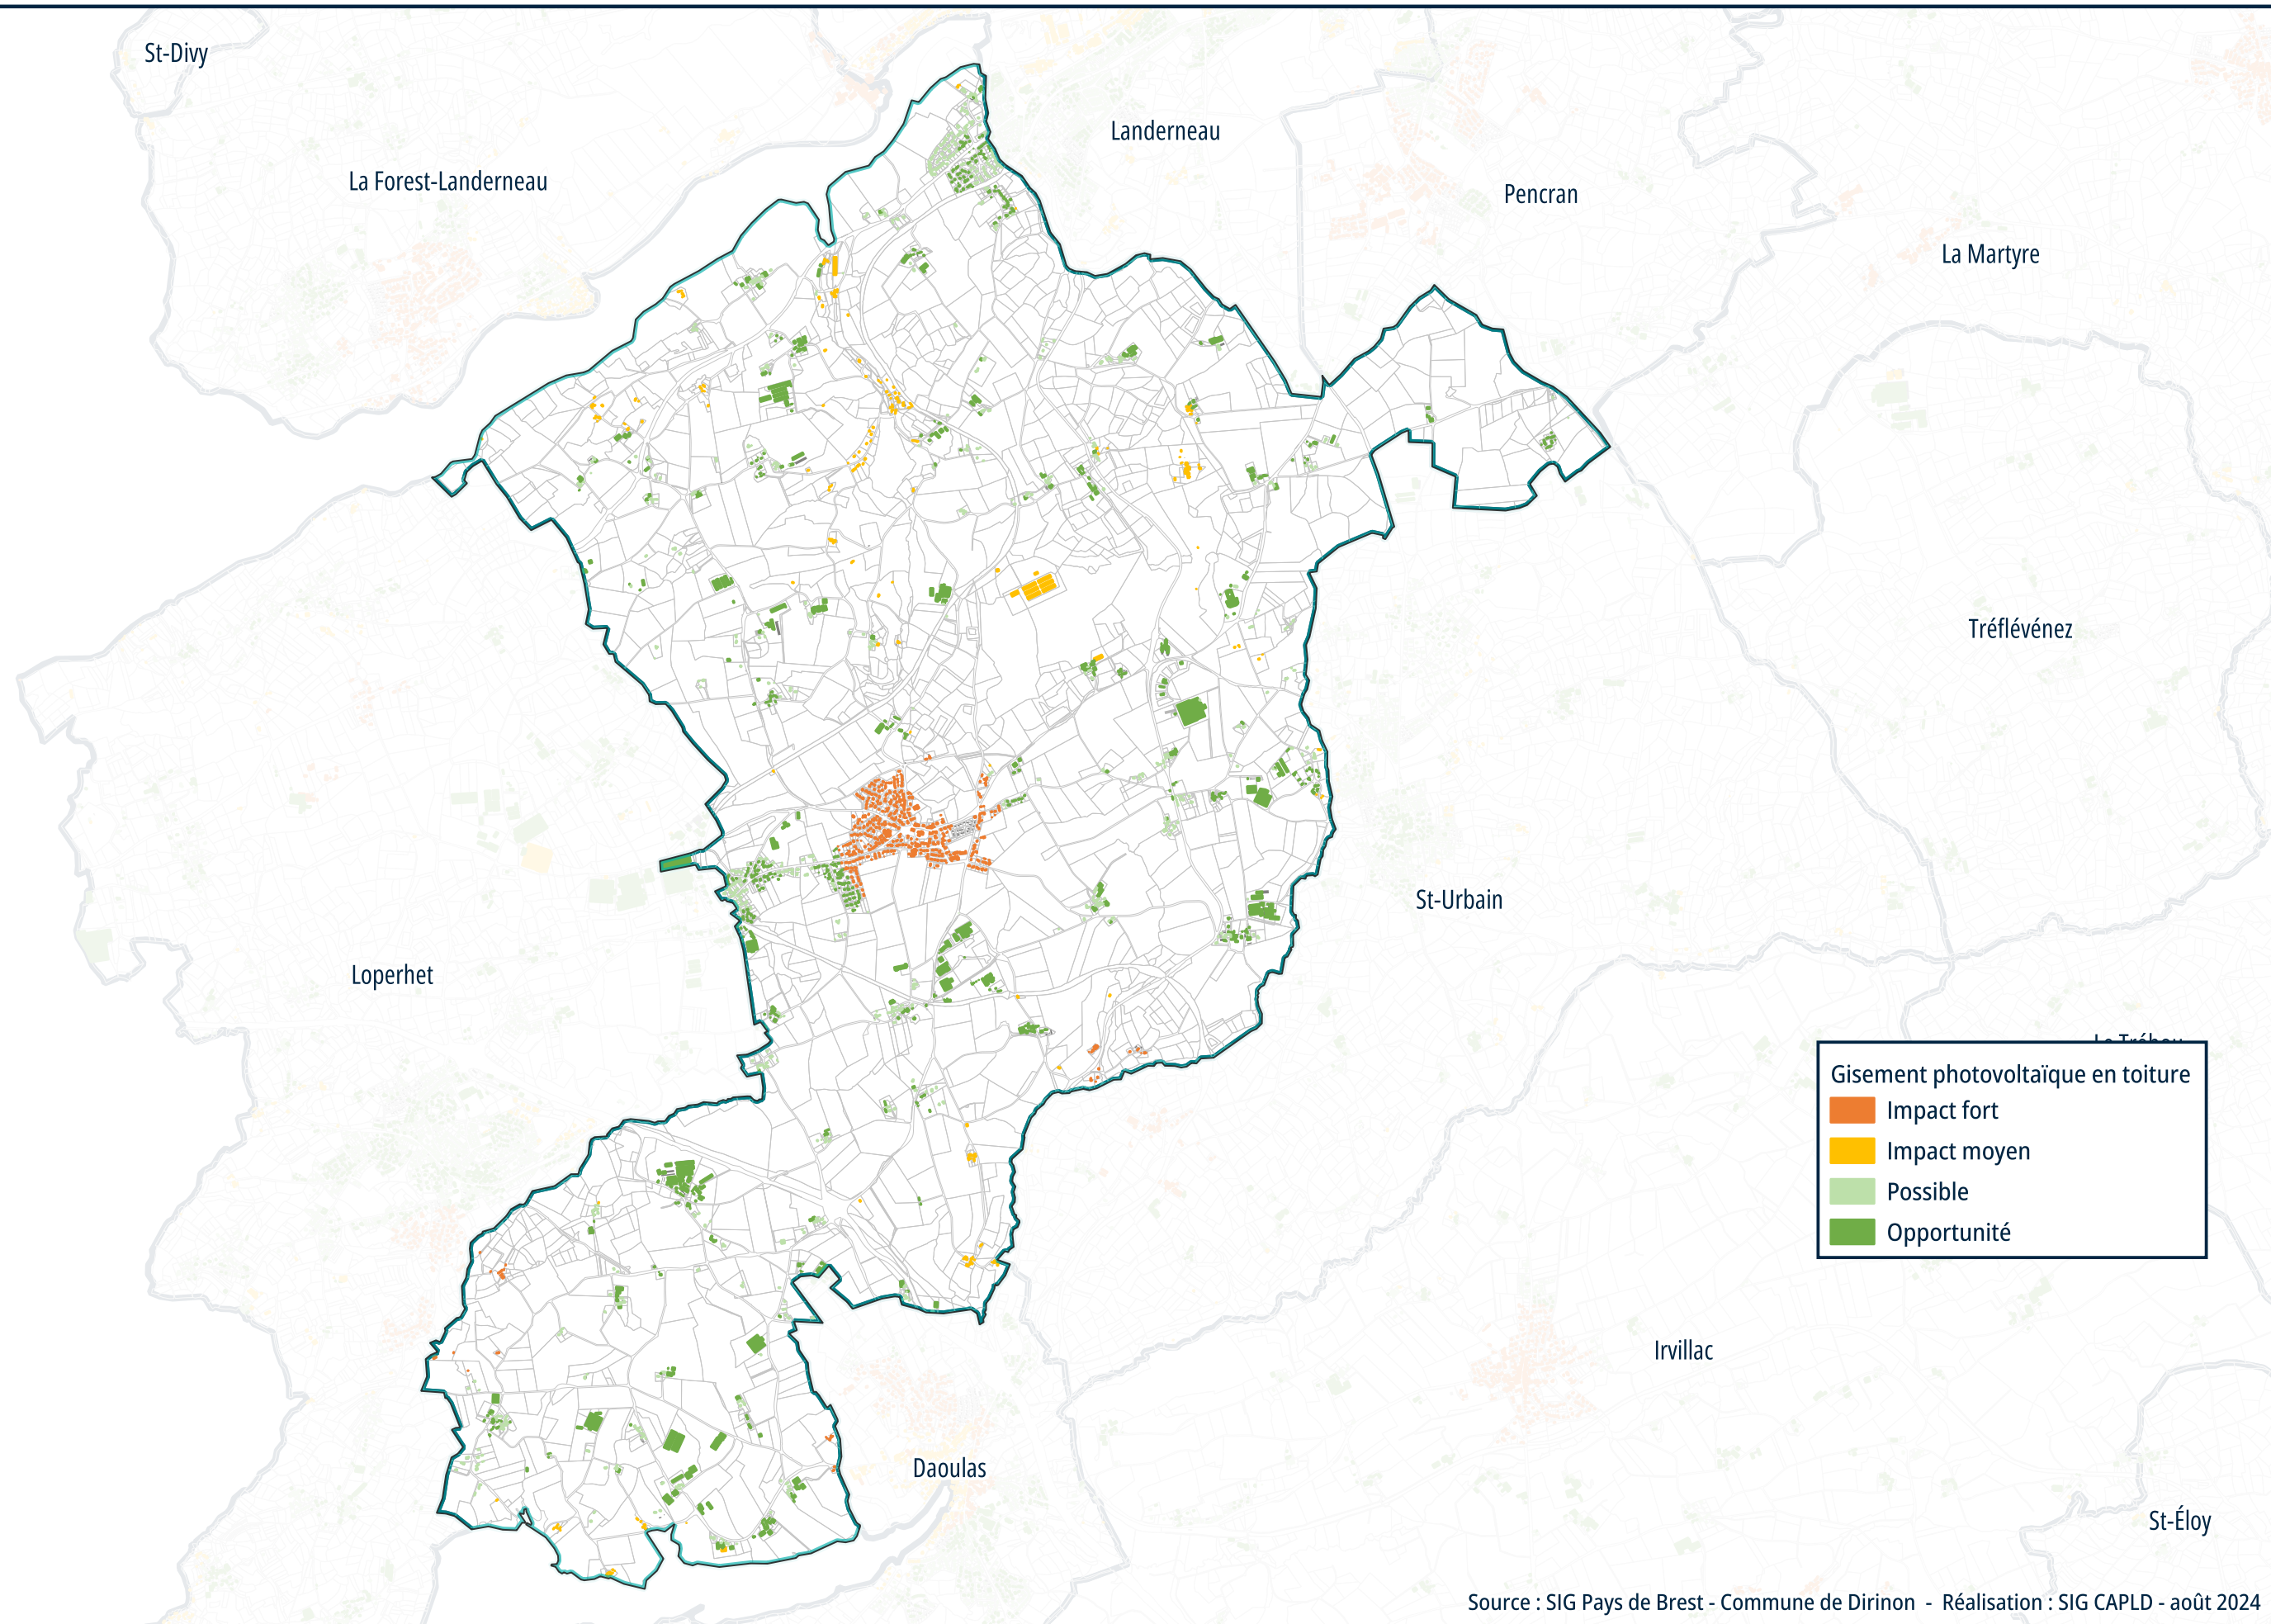 St-Divy
Landerneau
La Forest-Landerneau
Pencran
La Martyre
Tréflévénez
St-Urbain
Loperhet
Gisement photovoltaïque en toiture
Impact fort
Impact moyen
Possible
Opportunité
Irvillac
Daoulas
St-Éloy
Source : SIG Pays de Brest - Commune de Dirinon - Réalisation : SIG CAPLD - août 2024